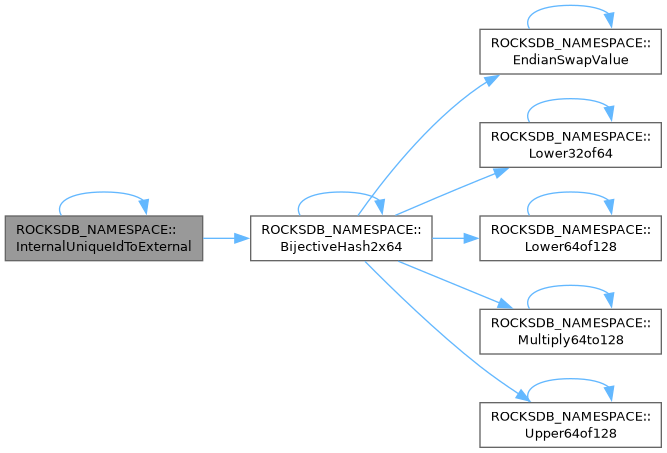 ROCKSDB_NAMESPACE::
InternalUniqueIdToExternal
ROCKSDB_NAMESPACE::
BijectiveHash2x64
ROCKSDB_NAMESPACE::
EndianSwapValue
ROCKSDB_NAMESPACE::
Lower32of64
ROCKSDB_NAMESPACE::
Lower64of128
ROCKSDB_NAMESPACE::
Multiply64to128
ROCKSDB_NAMESPACE::
Upper64of128